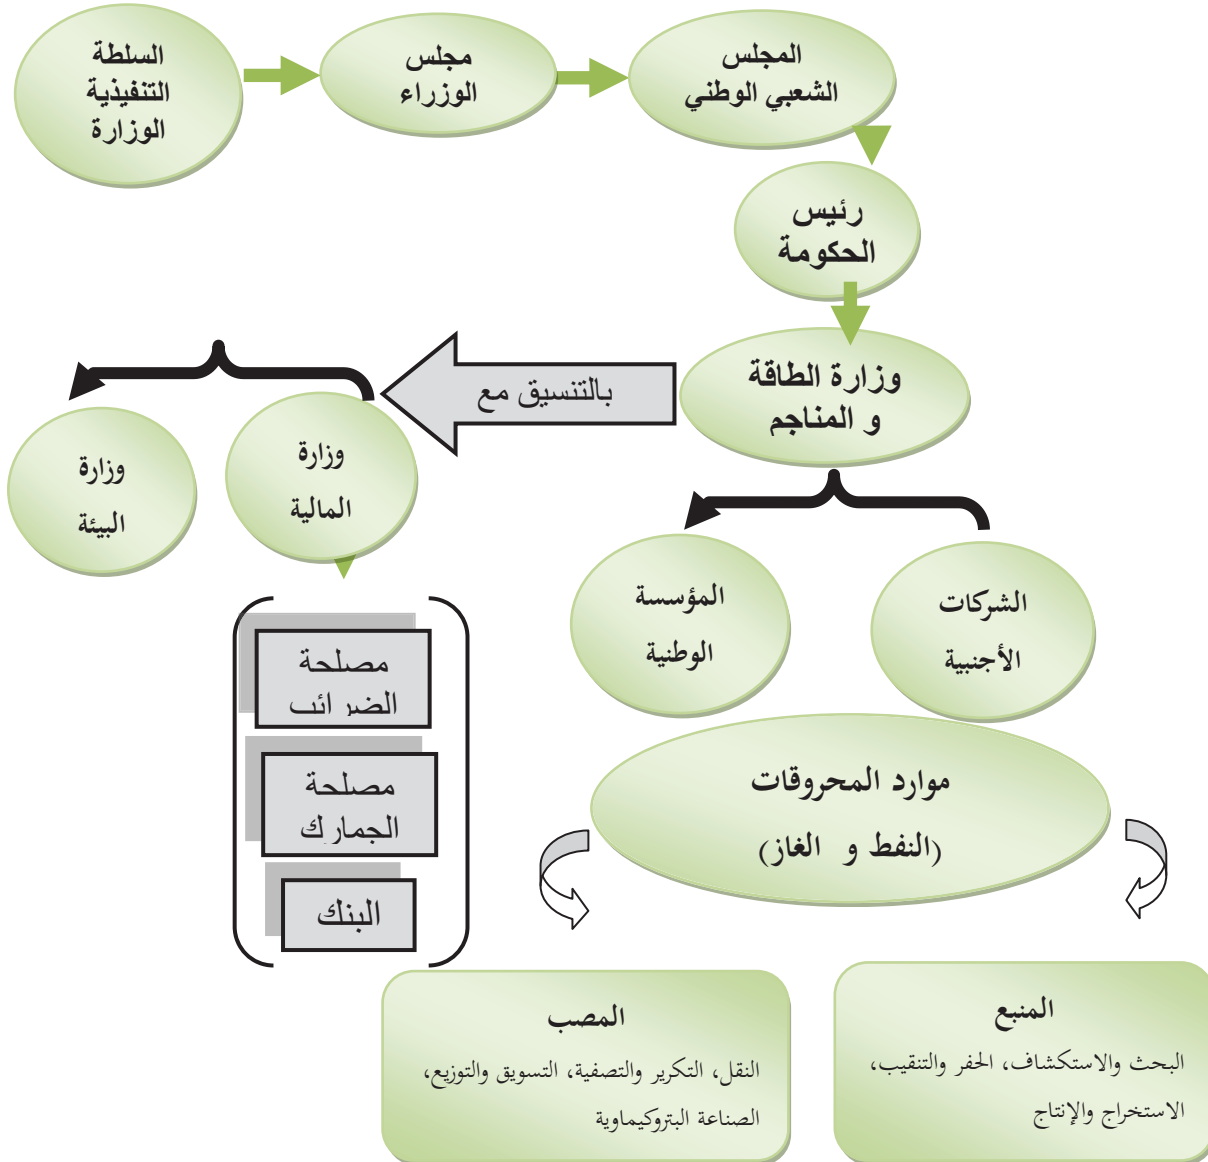 السلطة
التنفيذية
الوزارة
مجلس
الوزراء
المجلس
الشعبي الوطني
رئيس
الحكومة
وزارة الطاقة
و المناجم
بالتنسيق مع
وزارة
المالية
وزارة
البيئة
الشركات
الأجنبية
المؤسسة
الوطنية
مصلحة
الضرائب
مصلحة
الجمارك
البنك
موارد المحروقات
(النفط و الغاز)
المنبع
البحث والاستكشاف، الحفر والتنقيب،
الاستخراج والإنتاج
المصب
النقل، التكرير والتصفية، التسويق والتوزيع،
الصناعة البتروكيماوية